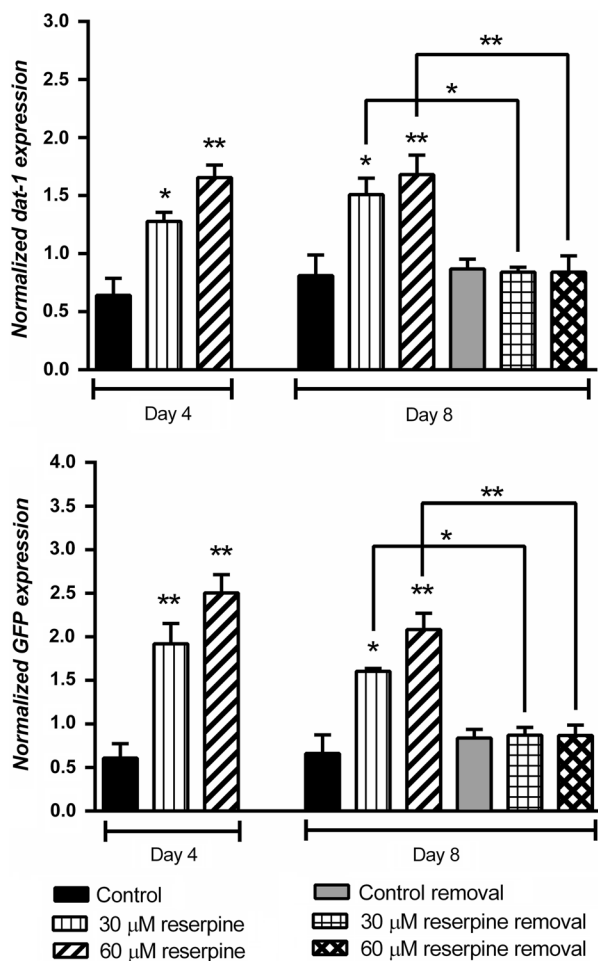 Normalized dat-1 expression
3.0
2.5
2.0
1.5
1.0
0.5
0.0
*
**
*
**
*
**
Day 4
Day 8
Normalized GFP expression
4.0
3.5
3.0
2.5
2.0
1.5
1.0
0.5
0.0
**
**
*
**
*
**
Day 4
Day 8
Control
30 μM reserpine
60 μM reserpine
Control removal
30 μM reserpine removal
60 μM reserpine removal